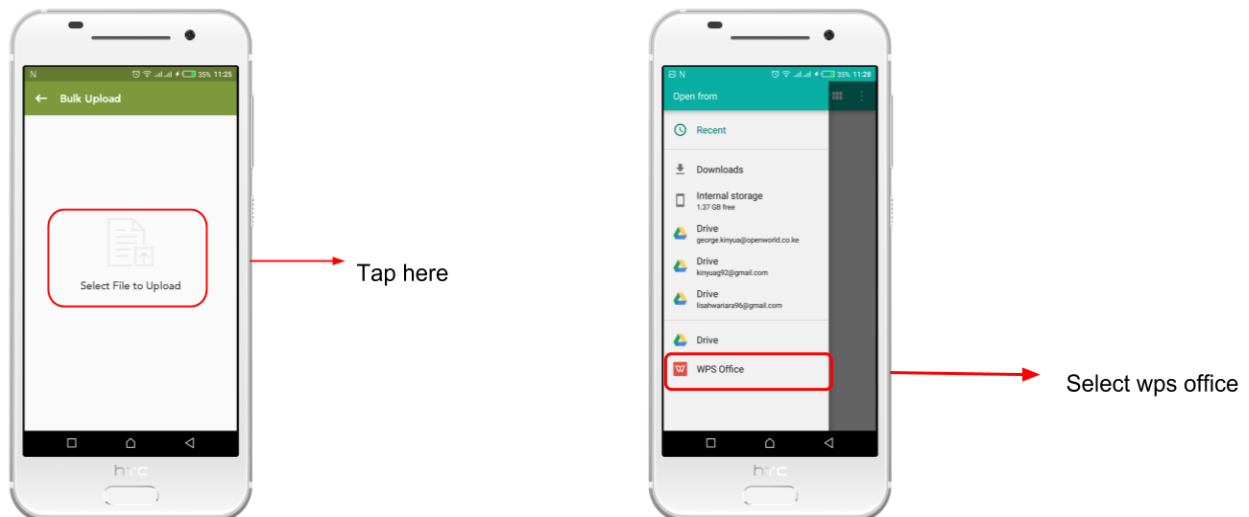 N 35% 11:25
Bulk Upload
Select File to Upload
hTC
Tap here
N 35% 11:28
Open from
Recent
Downloads
Internal storage
1.37 GB free
Drive
george.kinyua@openworld.co.ke
Drive
kinyuag92@gmail.com
Drive
lisahwariara96@gmail.com
Drive
W WPS Office
hTC
Select wps office